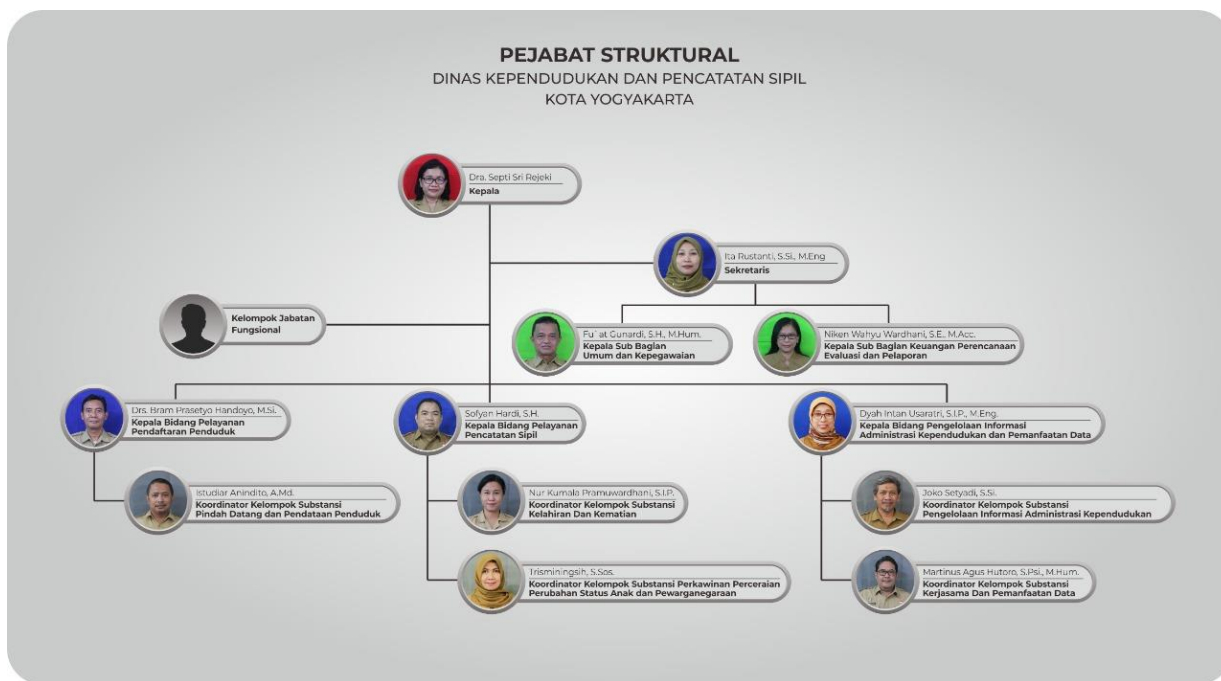 PEJABAT STRUKTURAL
DINAS KEPENDUDUKAN DAN PENCATATAN SIPIL
KOTA YOGYAKARTA
Dra. Septi Sri Rejeki
Kepala
Ita Rustanti, S.Si., M.Eng
Sekretaris
Kelompok Jabatan
Fungsional
Fu`at Gunardi, S.H., M.Hum.
Kepala Sub Bagian
Umum dan Kepegawaian
Niken Wahyu Wardhani, S.E., M.Acc.
Kepala Sub Bagian Keuangan Perencanaan
Evaluasi dan Pelaporan
Drs. Bram Prasetyo Handoyo, M.Si.
Kepala Bidang Pelayanan
Pendaftaran Penduduk
Sofyan Hardi, S.H.
Kepala Bidang Pelayanan
Pencatatan Sipil
Dyah Intan Usaratri, S.I.P., M.Eng.
Kepala Bidang Pengelolaan Informasi
Administrasi Kependudukan dan Pemanfaatan Data
Istudiar Anindito, A.Md.
Koordinator Kelompok Substansi
Pindah Datang dan Pendataan Penduduk
Nur Kumala Pramuwardhani, S.I.P.
Koordinator Kelompok Substansi
Kelahiran Dan Kematian
Joko Setyadi, S.Si.
Koordinator Kelompok Substansi
Pengelolaan Informasi Administrasi Kependudukan
Trisminingsih, S.Sos.
Koordinator Kelompok Substansi Perkawinan Perceraian
Perubahan Status Anak dan Pewarganegaraan
Martinus Agus Hutoro, S.Psi., M.Hum.
Koordinator Kelompok Substansi
Kerjasama Dan Pemanfaatan Data